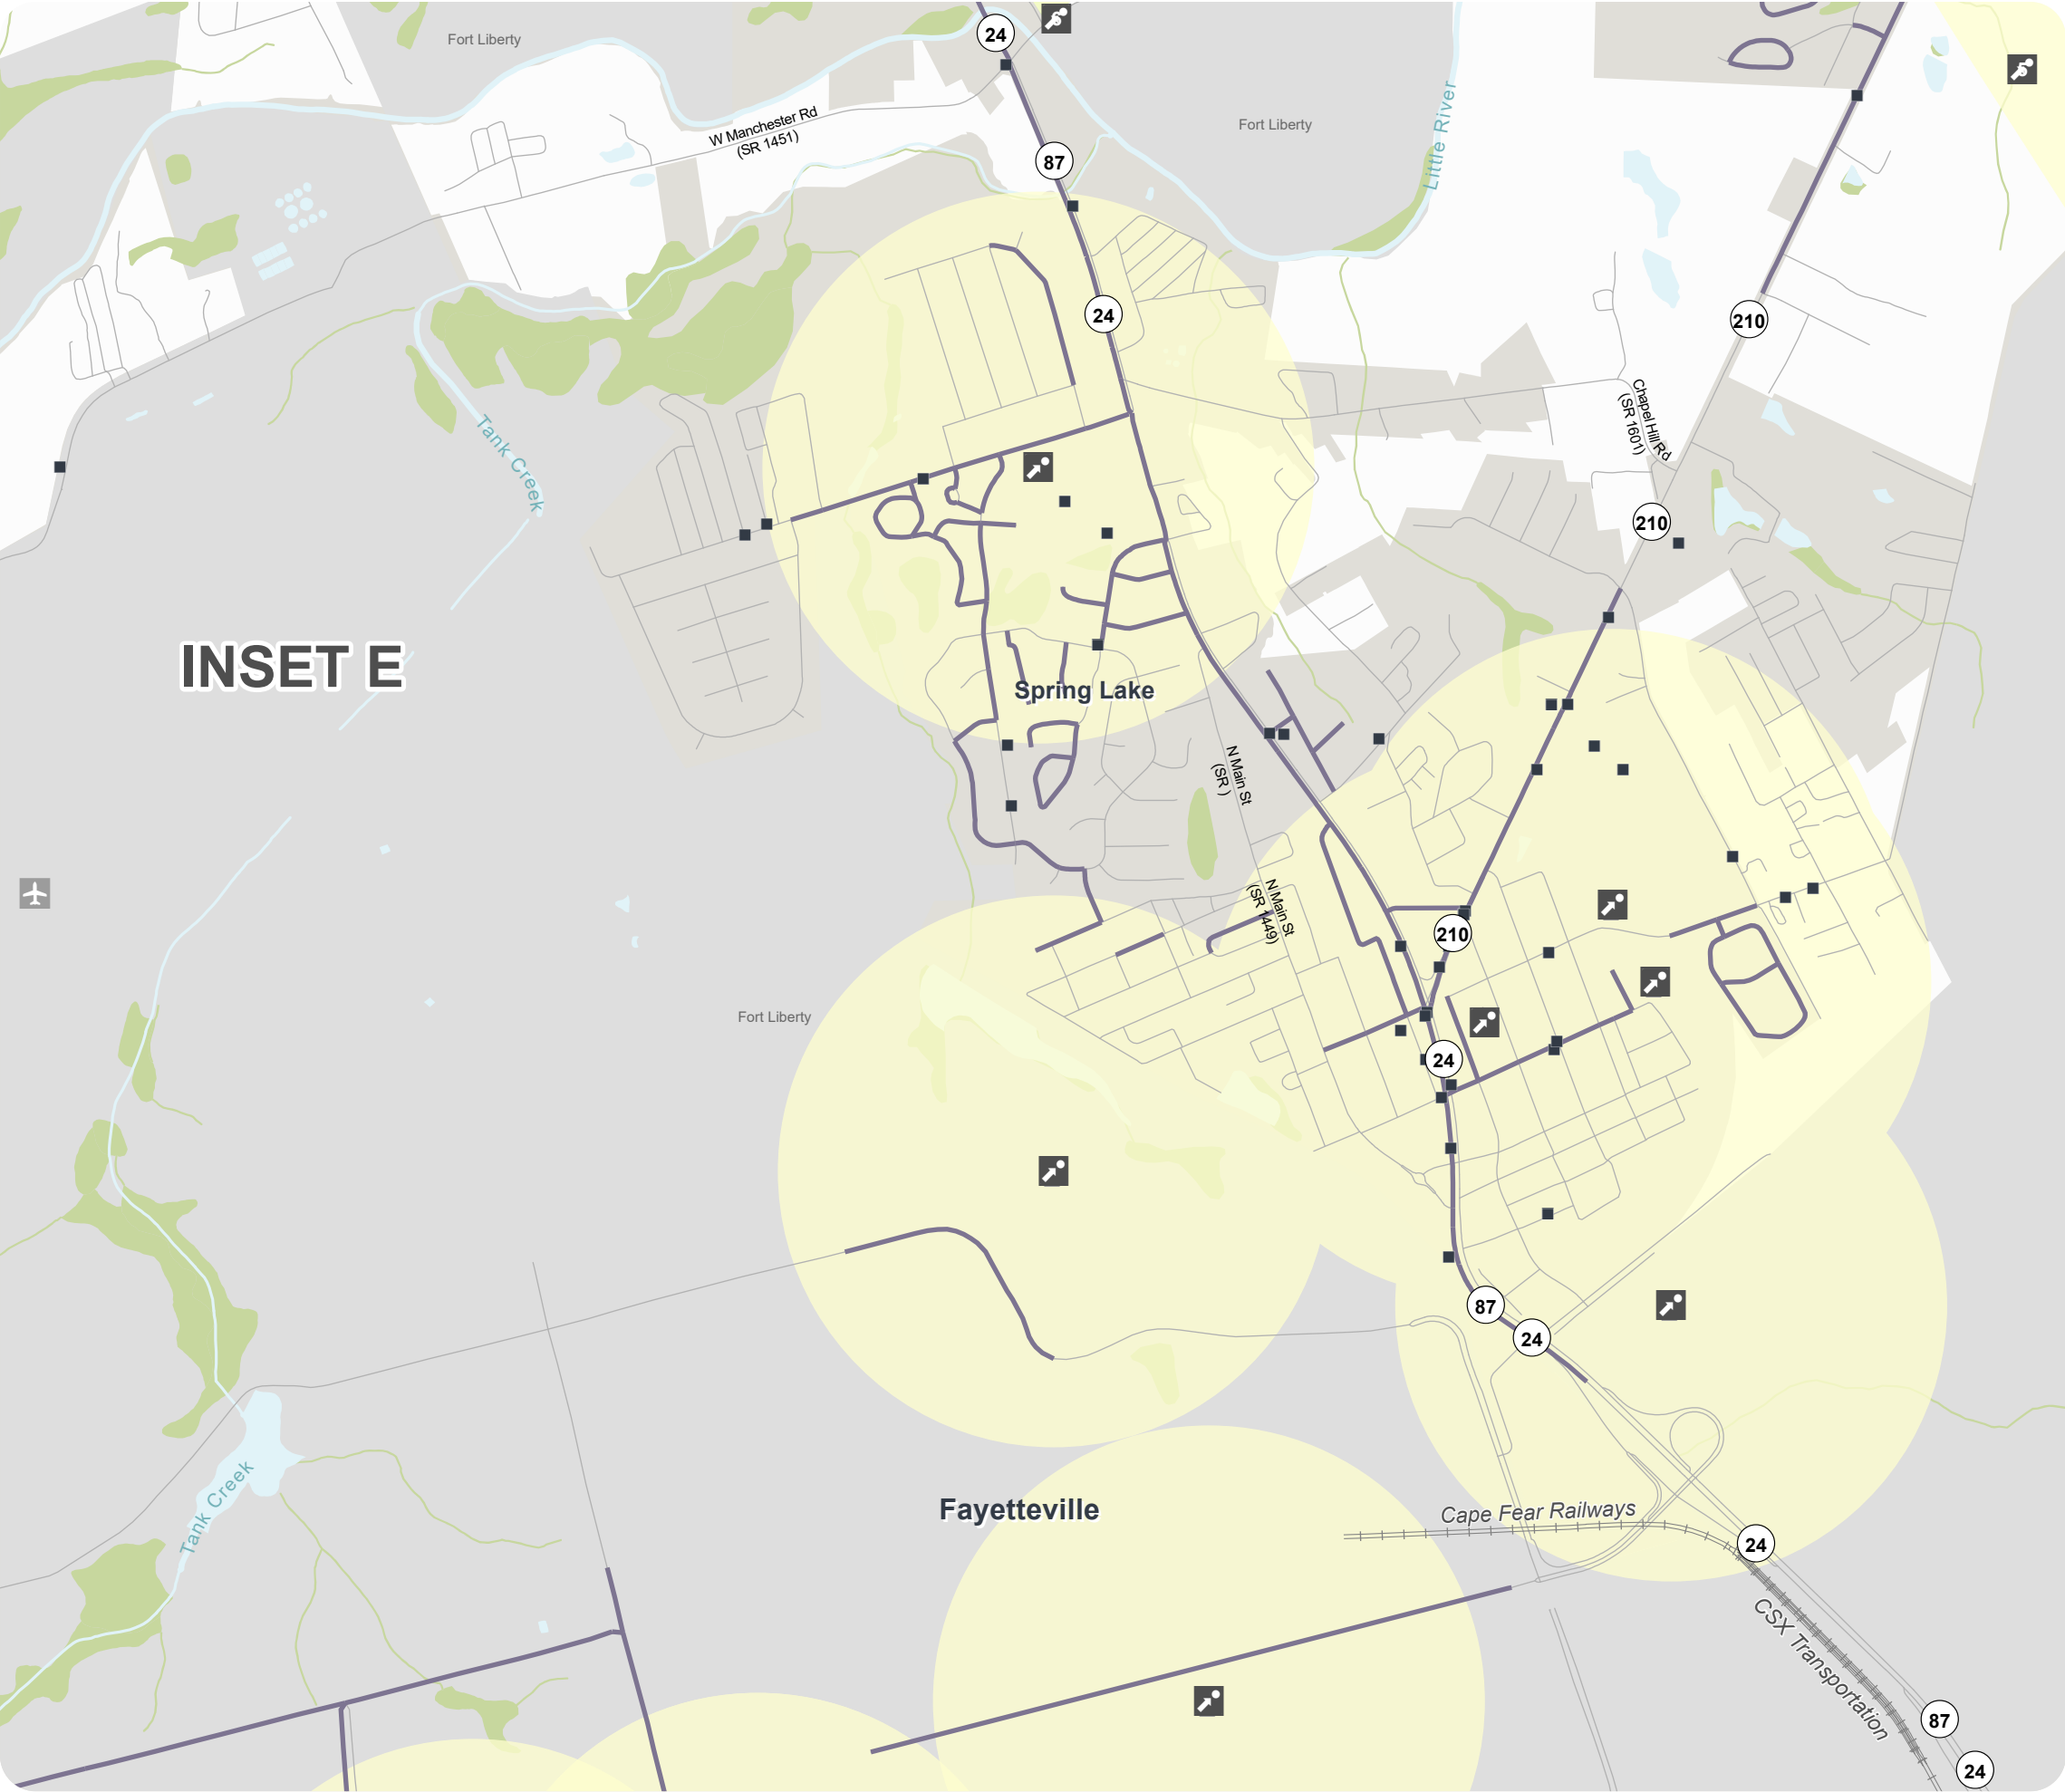 Fort Liberty
24
W Manchester Rd
(SR 1451)
Fort Liberty
Little River
87
24
210
Chapel Hill Rd
(SR 1601)
Tank Creek
210
INSET E
Spring Lake
N Main St
(SR )
N Main St
(SR 1449)
210
Fort Liberty
24
87
24
Tank Creek
Fayetteville
Cape Fear Railways
24
CSX Transportation
87
24